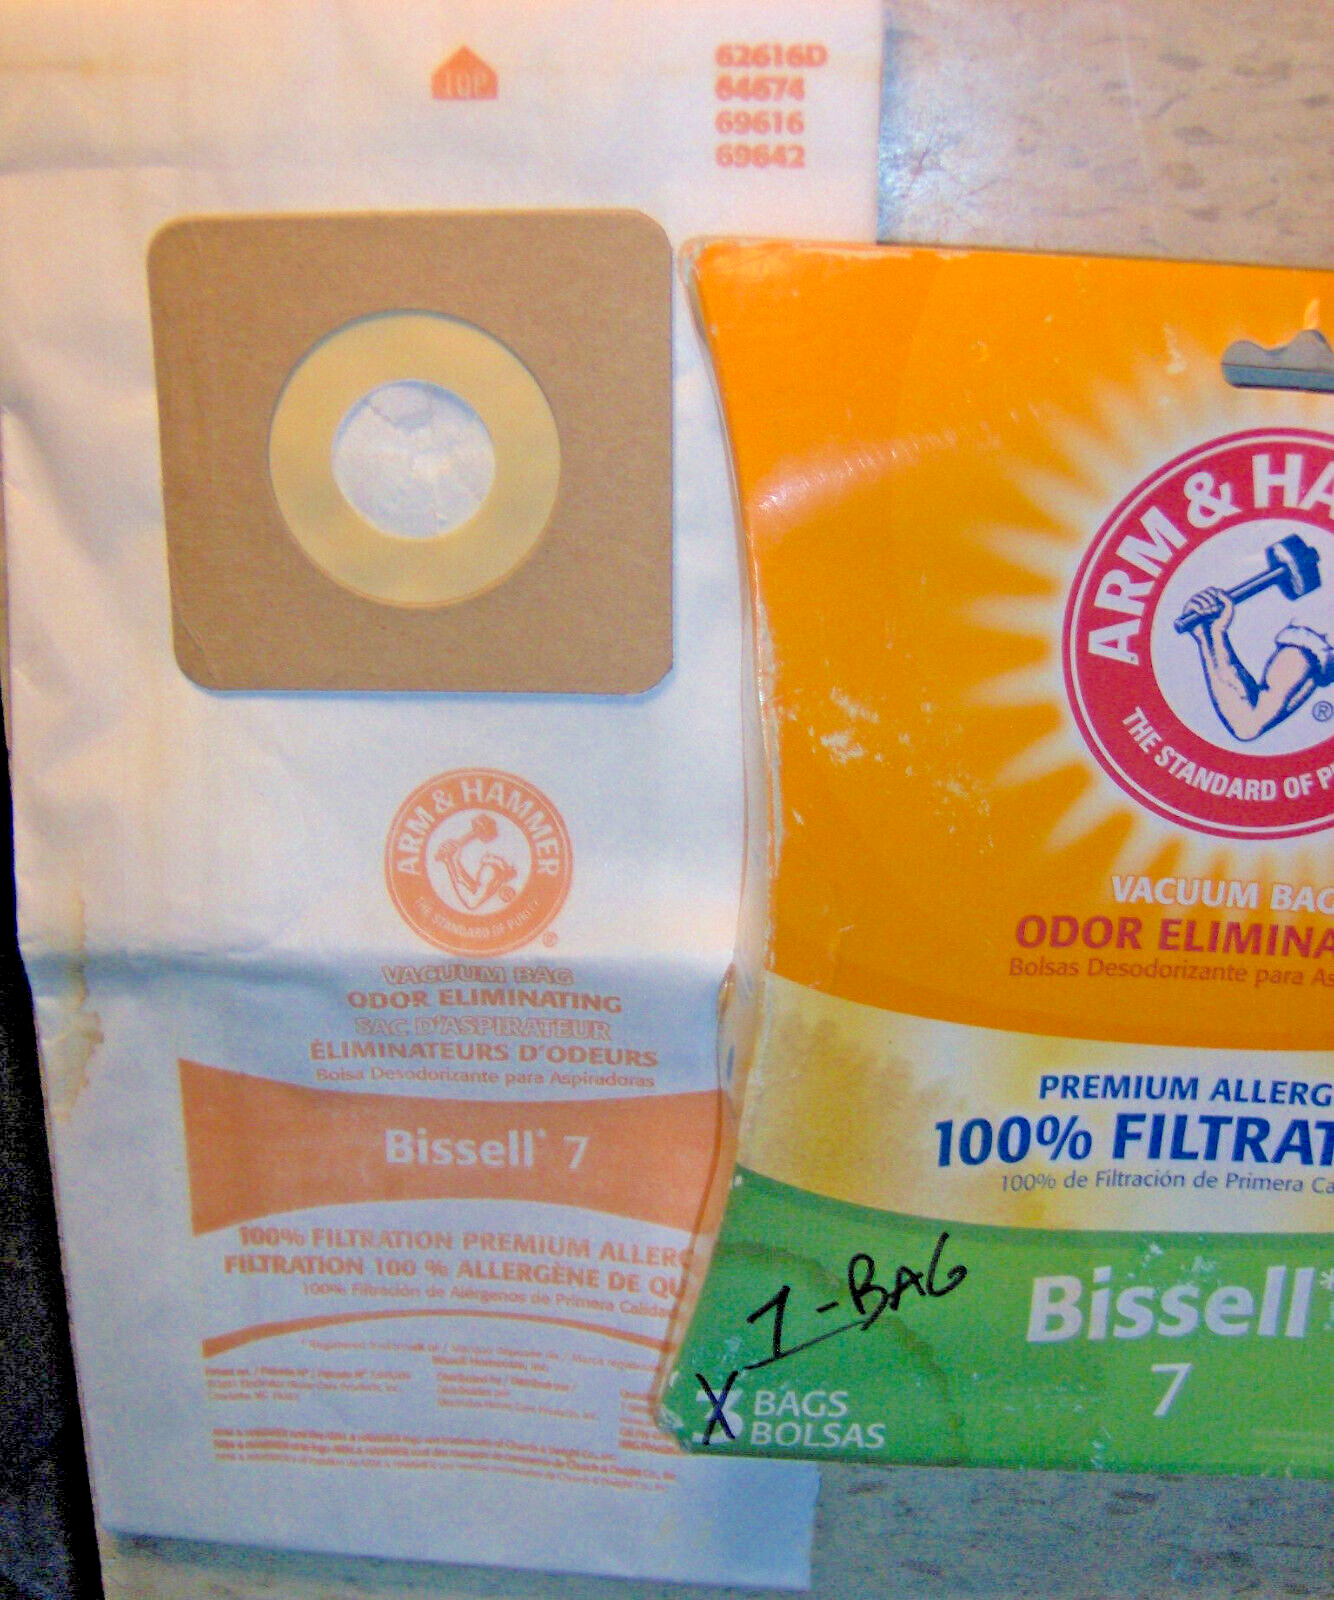 TOP
62616D
84674
69616
69642
ARM & HAMMER
THE STANDARD OF PURITY
®
VACUUM BAG
ODOR ELIMINATING
SAC D'ASPIRATEUR
ÉLIMINATEURS D'ODEURS
Bolsa Desodorizante para Aspiradoras
Bissell* 7
100% FILTRATION PREMIUM ALLERG
FILTRATION 100 % ALLERGÈNE DE QU
100% Filtración de Alérgenos de Primera Calidad
ARM & HA
THE STANDARD OF P
®
VACUUM BAG
ODOR ELIMINA
Bolsas Desodorizante para As
PREMIUM ALLERG
100% FILTRAT
100% de Filtración de Primera Ca
Bissell*
7
1-BAG
X
3 BAGS
BOLSAS